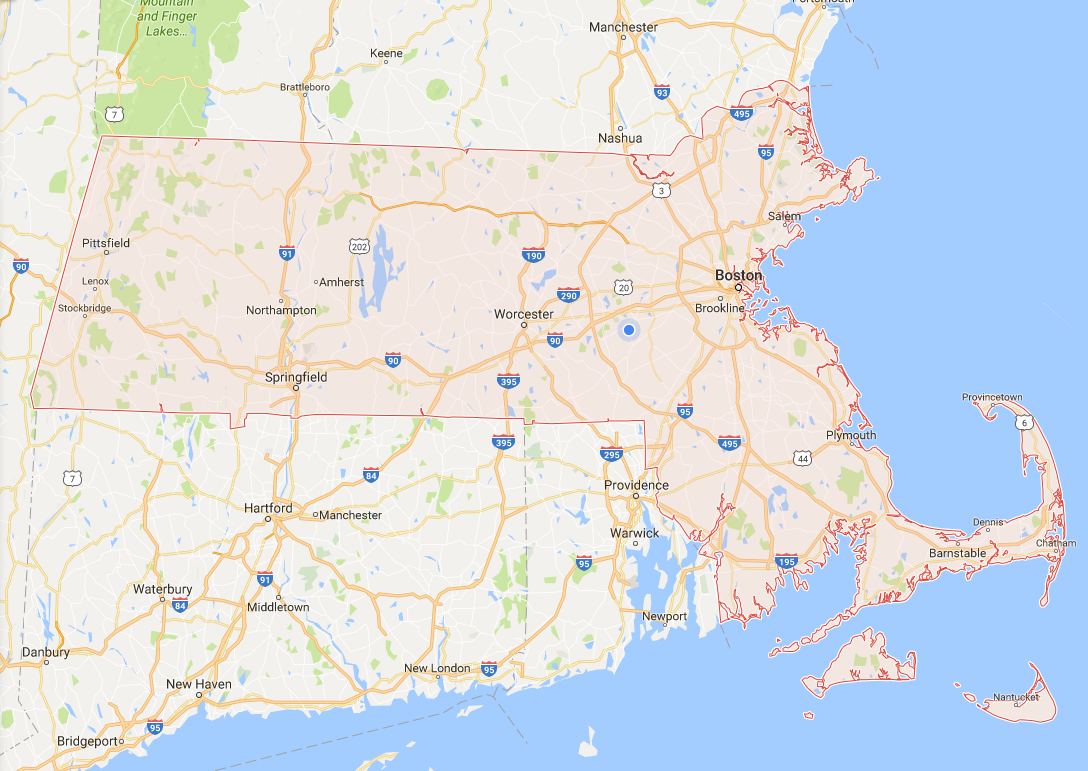 Mountain
and Finger
Lakes...
Portsmouth
Manchester
Keene
Brattleboro
93
7
495
Nashua
95
3
Salem
Pittsfield
202
91
190
90
Boston
Lenox
Amherst
20
290
Stockbridge
Northampton
Brookline
Worcester
90
90
Springfield
395
Provincetown
95
6
Plymouth
395
495
295
44
84
7
Providence
Hartford
Manchester
Dennis
Warwick
Chatham
Barnstable
95
195
91
Waterbury
84
Middletown
Newport
Danbury
New London
95
New Haven
Nantucket
95
Bridgeport